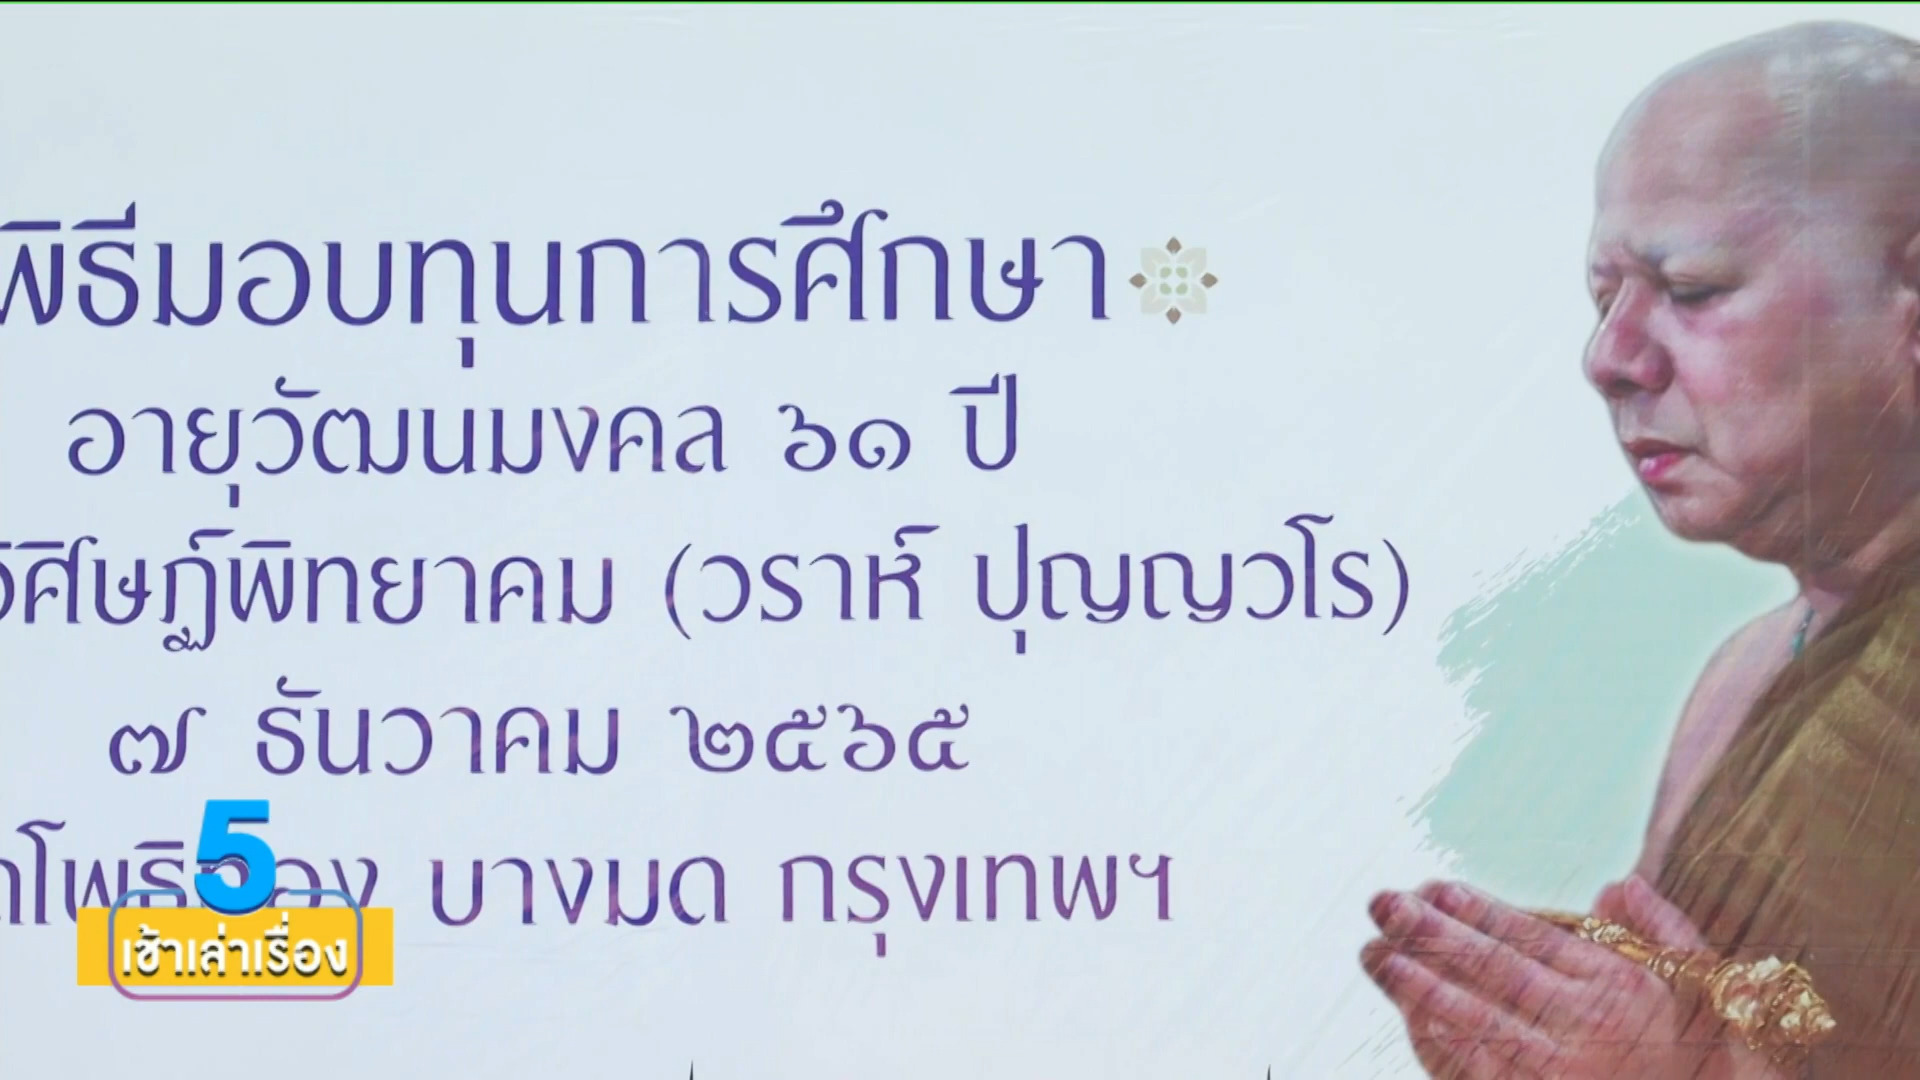 พิธีมอบทุนการศึกษา
อายุวัฒนมงคล ๖๑ ปี
วิศิษฏ์พิทยาคม (วราห์ ปุญญวโร)
๗ ธันวาคม ๒๕๖๕
บางมด กรุงเทพฯ
5
เช้าเล่าเรื่อง